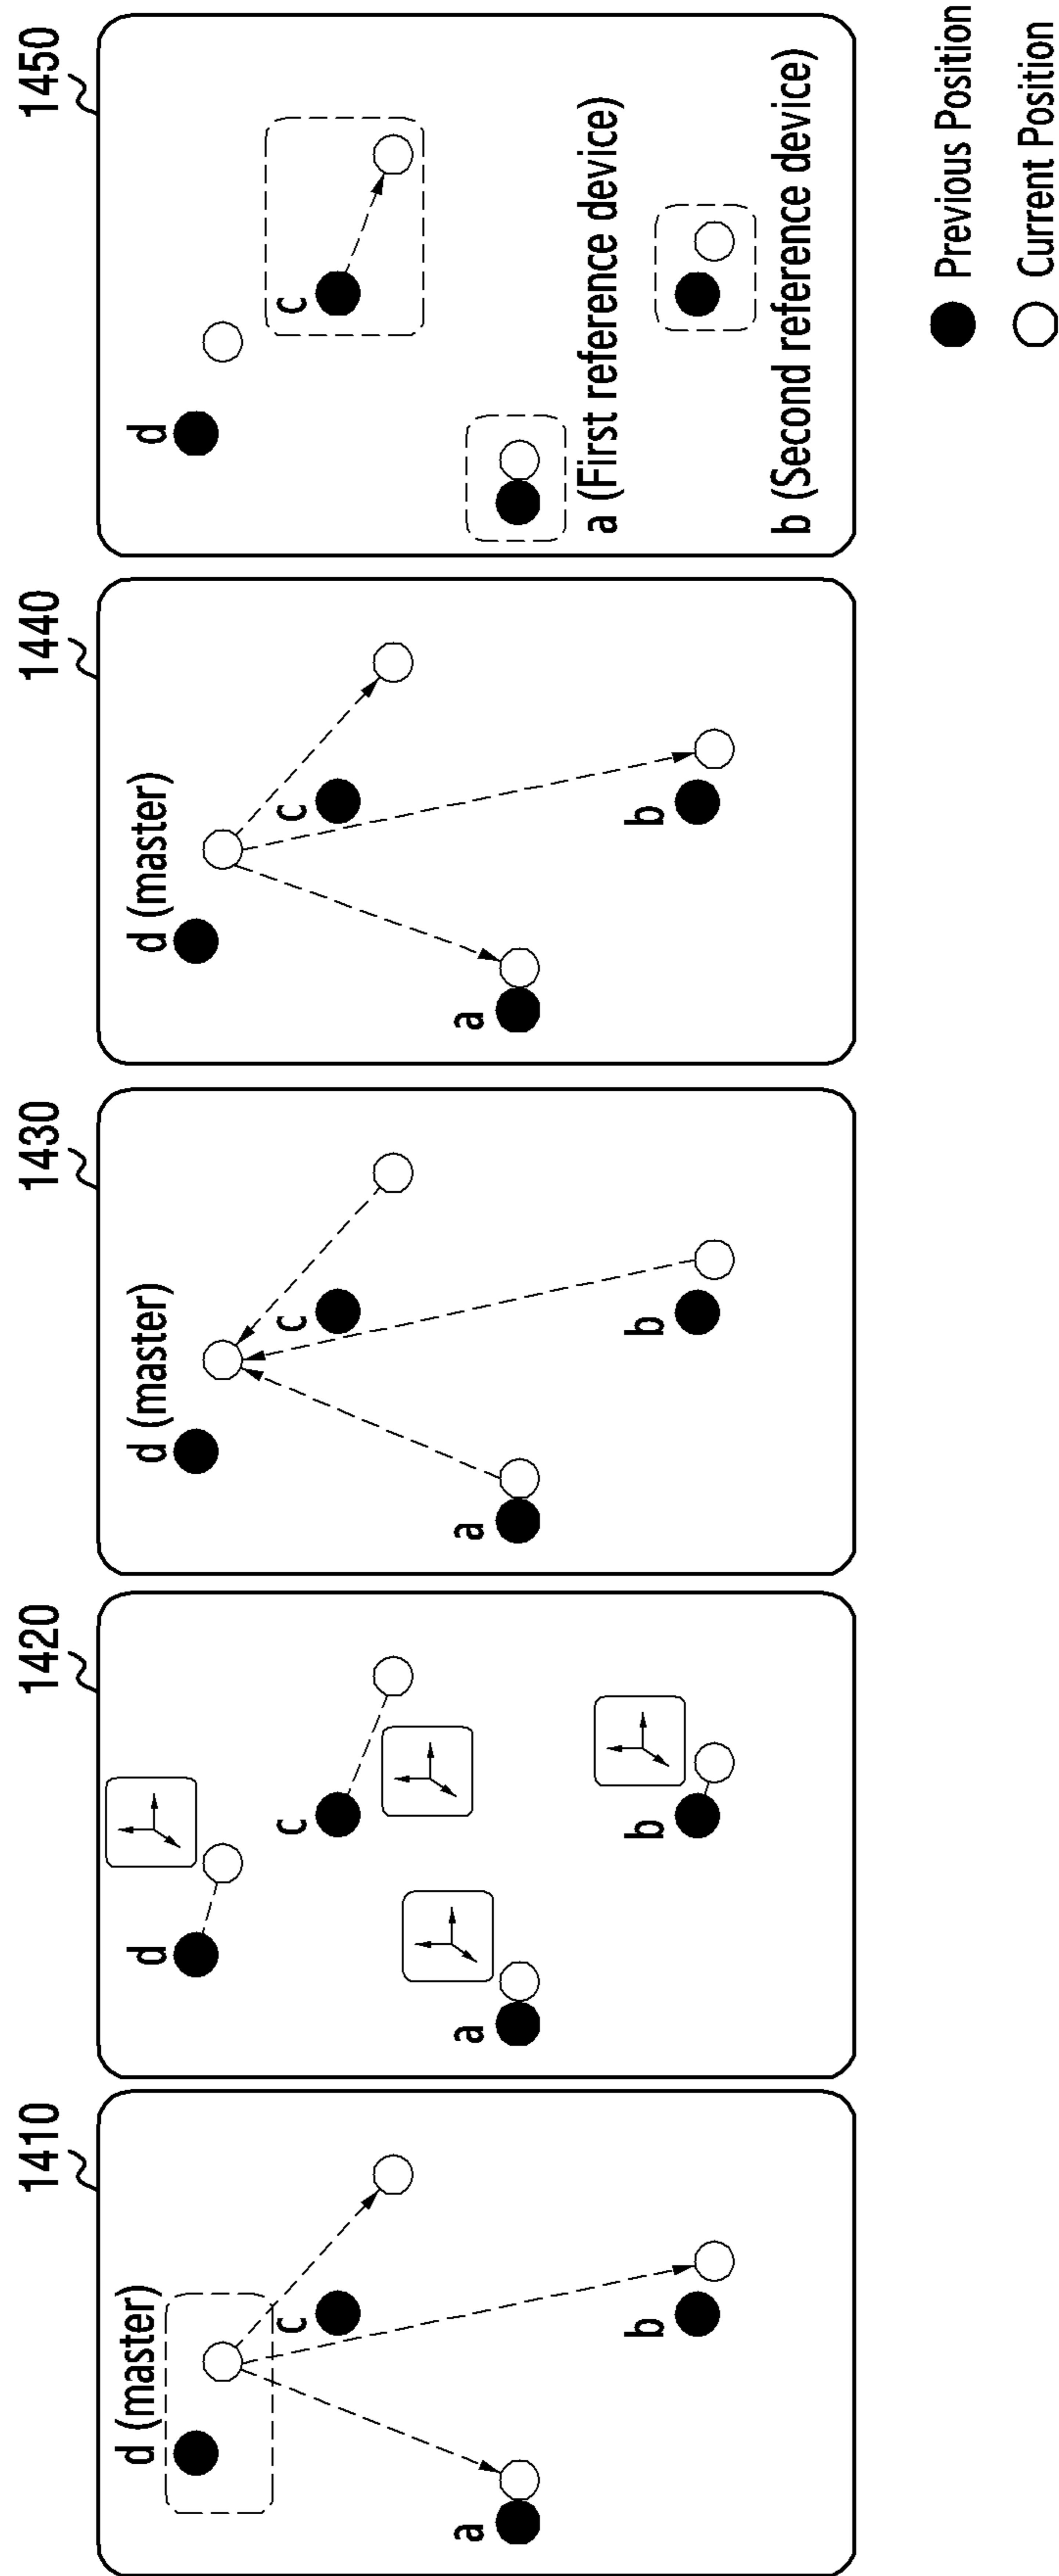 1410
d (master)
c
a
b
1420
d
c
a
b
1430
d (master)
c
a
b
1440
d (master)
c
a
b
1450
d
c
a (First reference device)
b (Second reference device)
Previous Position
Current Position